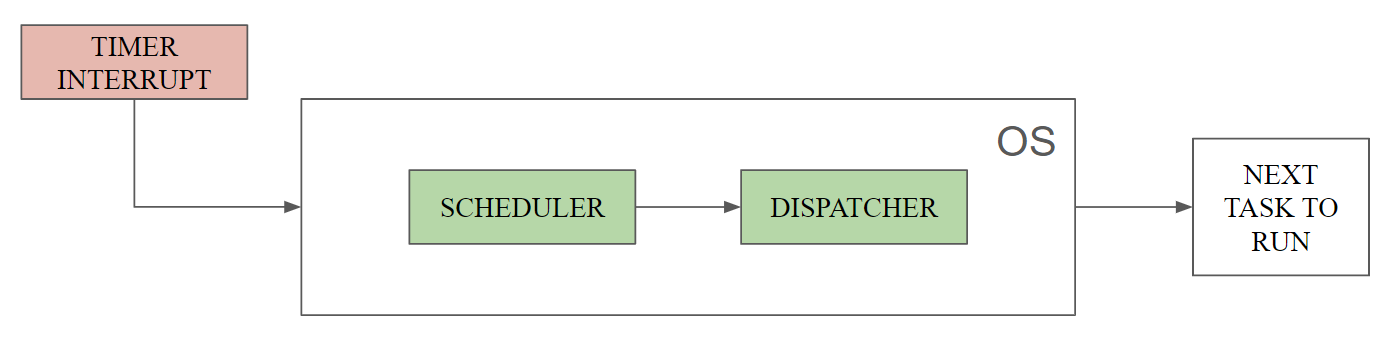 TIMER
INTERRUPT
OS
SCHEDULER
DISPATCHER
NEXT
TASK TO
RUN